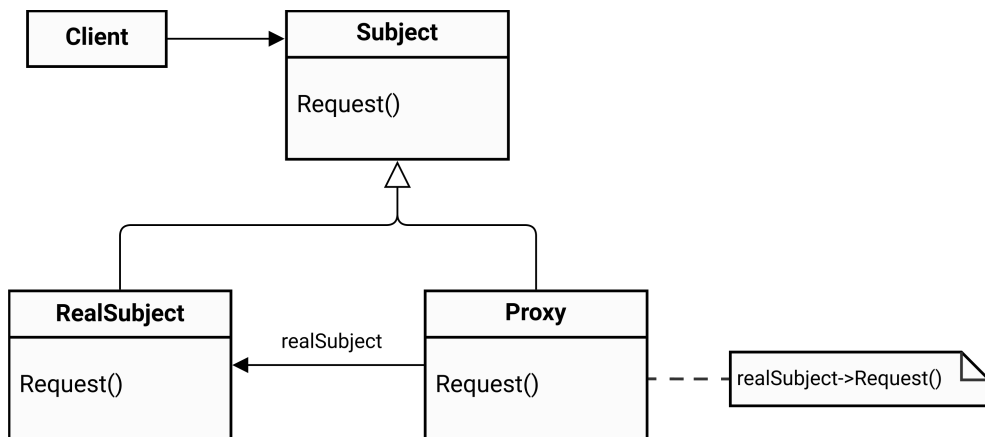 Client
Subject
Request()
RealSubject
Request()
realSubject
Proxy
Request()
realSubject->Request()